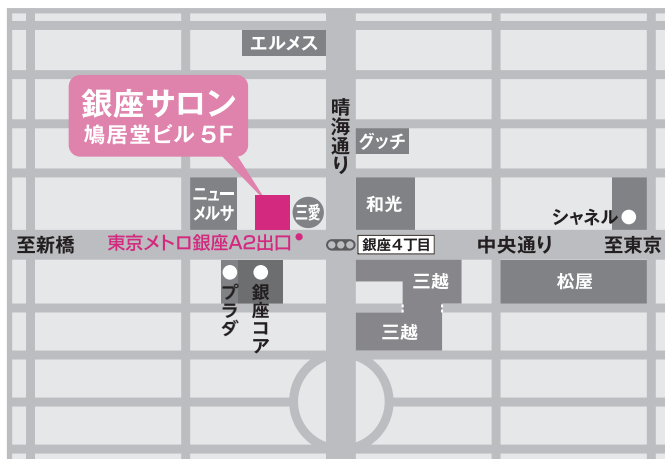 エルメス
銀座サロン
鳩居堂ビル 5F
晴海通り
グッチ
ニュー
メルサ
三愛
和光
シャネル
至新橋
東京メトロ銀座A2出口
銀座4丁目
中央通り
至東京
プラダ
銀座コア
三越
松屋
三越